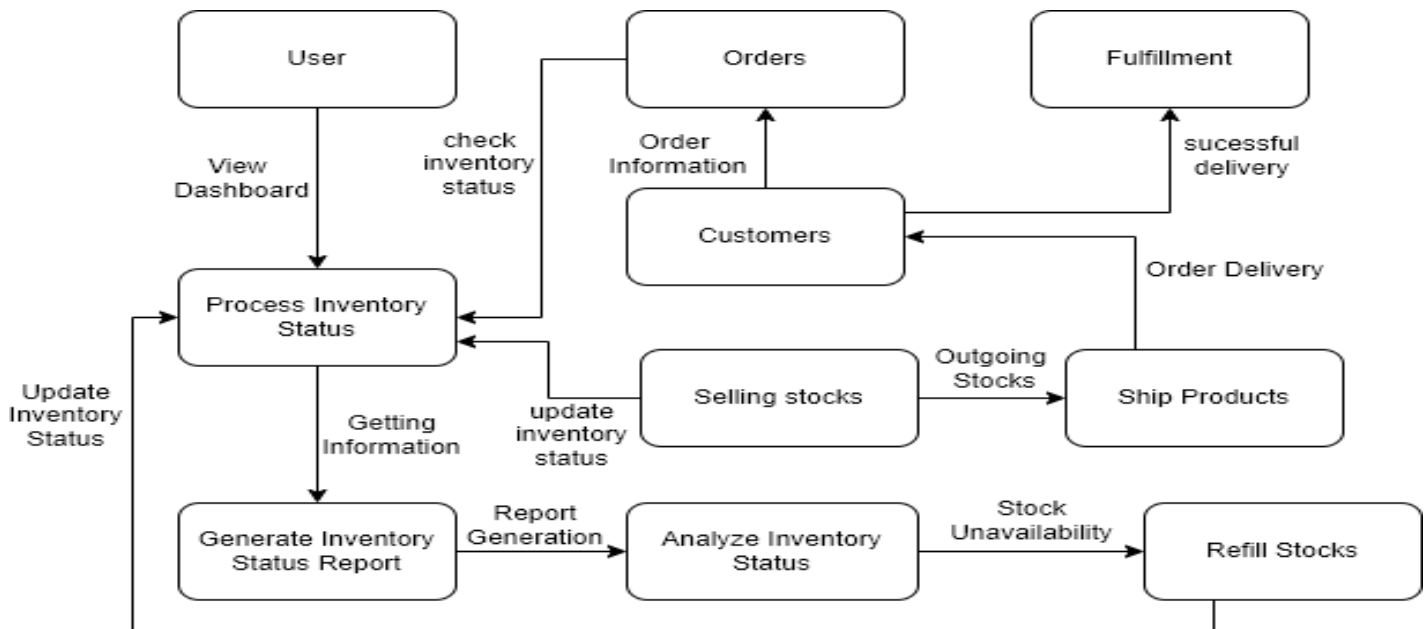 User
Orders
Fulfillment
check
inventory
status
Order
Information
sucessful
delivery
View
Dashboard
Customers
Order Delivery
Process Inventory
Status
Selling stocks
Outgoing
Stocks
Ship Products
Update
Inventory
Status
Getting
Information
update
inventory
status
Generate Inventory
Status Report
Report
Generation
Analyze Inventory
Status
Stock
Unavailability
Refill Stocks